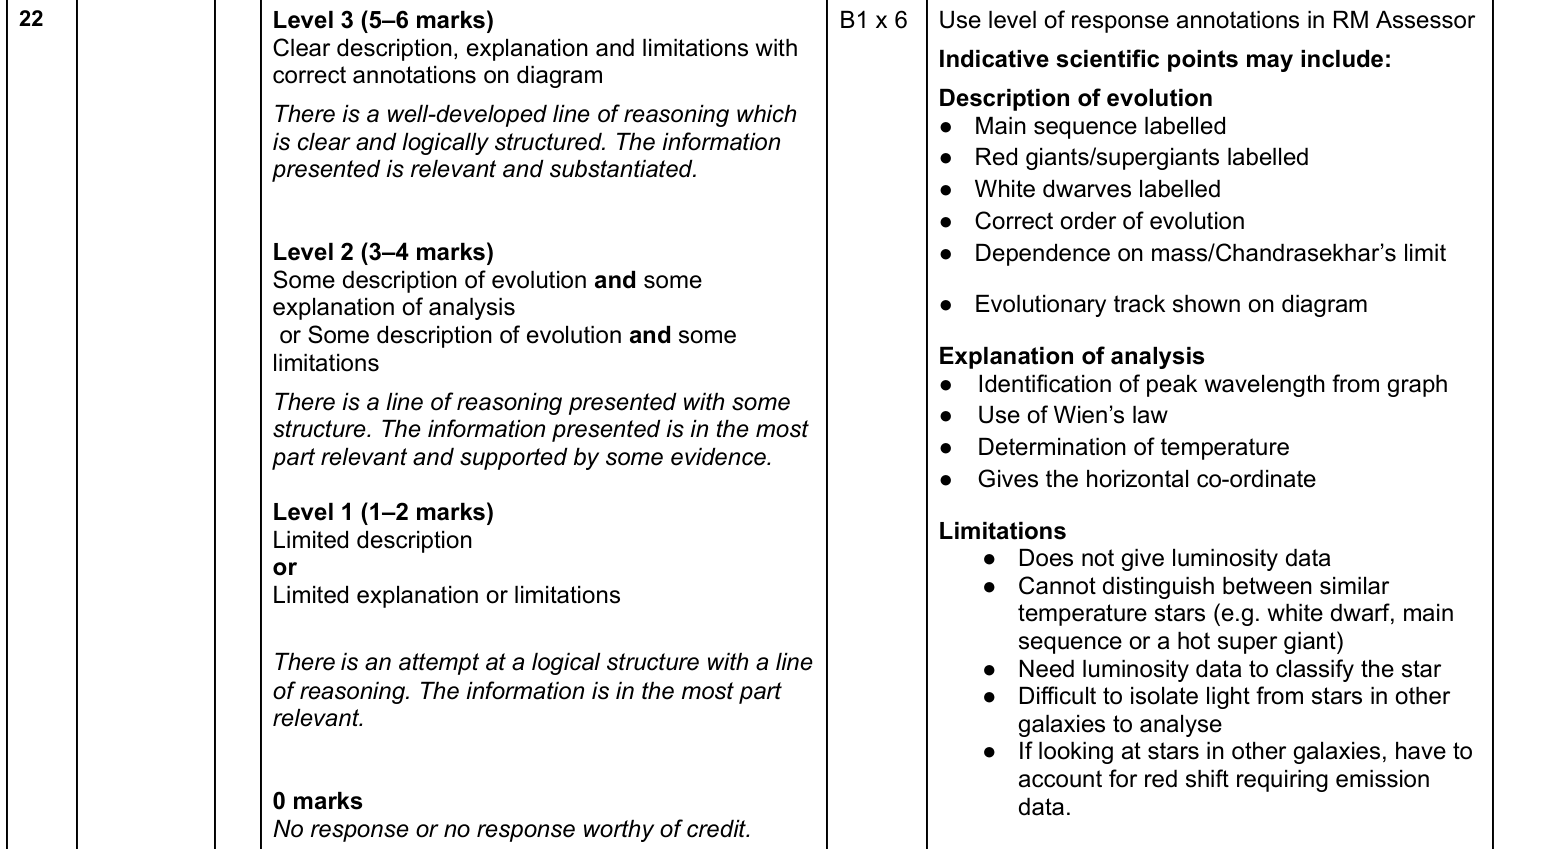 22
Level 3 (5–6 marks)
Clear description, explanation and limitations with
correct annotations on diagram
There is a well-developed line of reasoning which
is clear and logically structured. The information
presented is relevant and substantiated.
Level 2 (3–4 marks)
Some description of evolution and some
explanation of analysis
or Some description of evolution and some
limitations
There is a line of reasoning presented with some
structure. The information presented is in the most
part relevant and supported by some evidence.
Level 1 (1–2 marks)
Limited description
or
Limited explanation or limitations
There is an attempt at a logical structure with a line
of reasoning. The information is in the most part
relevant.
0 marks
No response or no response worthy of credit.
B1 x 6
Use level of response annotations in RM Assessor
Indicative scientific points may include:
Description of evolution
● Main sequence labelled
● Red giants/supergiants labelled
● White dwarves labelled
● Correct order of evolution
● Dependence on mass/Chandrasekhar’s limit
● Evolutionary track shown on diagram
Explanation of analysis
● Identification of peak wavelength from graph
● Use of Wien’s law
● Determination of temperature
● Gives the horizontal co-ordinate
Limitations
● Does not give luminosity data
● Cannot distinguish between similar
temperature stars (e.g. white dwarf, main
sequence or a hot super giant)
● Need luminosity data to classify the star
● Difficult to isolate light from stars in other
galaxies to analyse
● If looking at stars in other galaxies, have to
account for red shift requiring emission
data.